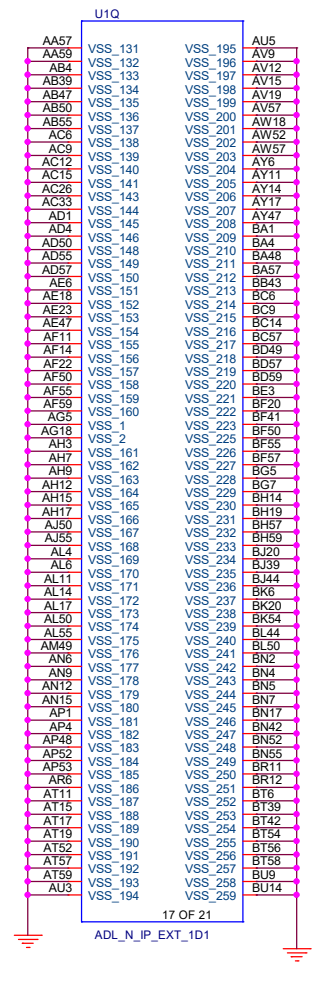 U1Q
AA57 VSS_131 VSS_195 AU5
AA59 VSS_132 VSS_196 AV9
AB4 VSS_133 VSS_197 AV12
AB39 VSS_134 VSS_198 AV15
AB47 VSS_135 VSS_199 AV19
AB50 VSS_136 VSS_200 AV57
AB55 VSS_137 VSS_201 AW18
AC6 VSS_138 VSS_202 AW52
AC9 VSS_139 VSS_203 AW57
AC12 VSS_140 VSS_204 AY6
AC15 VSS_141 VSS_205 AY11
AC26 VSS_143 VSS_206 AY14
AC33 VSS_144 VSS_207 AY17
AD1 VSS_145 VSS_208 AY47
AD4 VSS_146 VSS_209 BA1
AD50 VSS_148 VSS_210 BA4
AD55 VSS_149 VSS_211 BA48
AD57 VSS_150 VSS_212 BA57
AE6 VSS_151 VSS_213 BB43
AE18 VSS_152 VSS_214 BC6
AE23 VSS_153 VSS_215 BC9
AE47 VSS_154 VSS_216 BC14
AF11 VSS_155 VSS_217 BC57
AF14 VSS_156 VSS_218 BD49
AF22 VSS_157 VSS_219 BD57
AF50 VSS_158 VSS_220 BD59
AF55 VSS_159 VSS_221 BE3
AF59 VSS_160 VSS_222 BF20
AG5 VSS_1 VSS_223 BF41
AG18 VSS_2 VSS_225 BF50
AH3 VSS_161 VSS_226 BF55
AH7 VSS_162 VSS_227 BF57
AH9 VSS_163 VSS_228 BG5
AH12 VSS_164 VSS_229 BG7
AH15 VSS_165 VSS_230 BH14
AH17 VSS_166 VSS_231 BH19
AJ50 VSS_167 VSS_232 BH57
AJ55 VSS_168 VSS_233 BH59
AL4 VSS_169 VSS_234 BJ20
AL6 VSS_170 VSS_235 BJ39
AL11 VSS_171 VSS_236 BJ44
AL14 VSS_172 VSS_237 BK6
AL17 VSS_173 VSS_238 BK20
AL50 VSS_174 VSS_239 BK54
AL55 VSS_175 VSS_240 BL44
AM49 VSS_176 VSS_241 BL50
AN6 VSS_177 VSS_242 BN2
AN9 VSS_178 VSS_243 BN4
AN12 VSS_179 VSS_244 BN5
AN15 VSS_180 VSS_245 BN7
AP1 VSS_181 VSS_246 BN17
AP4 VSS_182 VSS_247 BN42
AP48 VSS_183 VSS_248 BN52
AP52 VSS_184 VSS_249 BN55
AP53 VSS_185 VSS_250 BR11
AR6 VSS_186 VSS_251 BR12
AT11 VSS_187 VSS_252 BT6
AT15 VSS_188 VSS_253 BT39
AT17 VSS_189 VSS_254 BT42
AT19 VSS_190 VSS_255 BT54
AT52 VSS_191 VSS_256 BT56
AT57 VSS_192 VSS_257 BT58
AT59 VSS_193 VSS_258 BU9
AU3 VSS_194 VSS_259 BU14
17 OF 21
ADL_N_IP_EXT_1D1